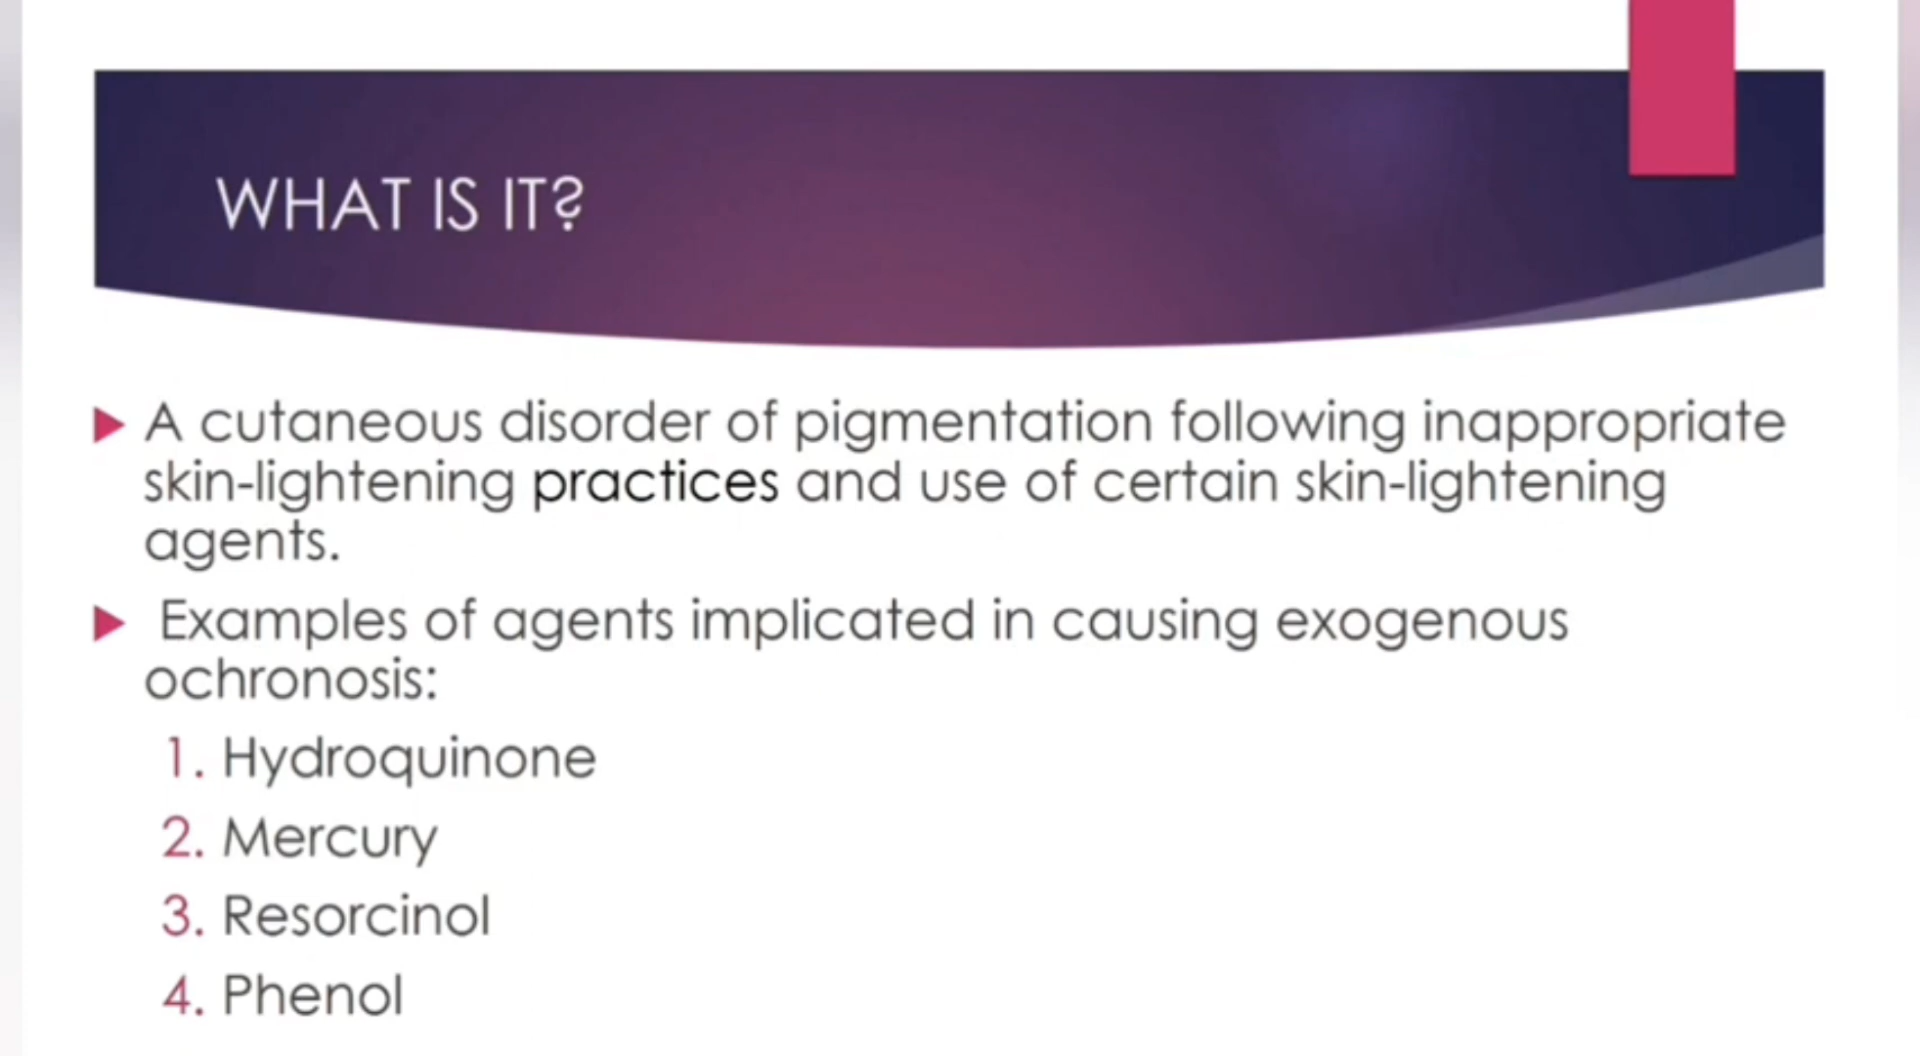 WHAT IS IT?
A cutaneous disorder of pigmentation following inappropriate
skin-lightening practices and use of certain skin-lightening
agents.
Examples of agents implicated in causing exogenous
ochronosis:
1. Hydroquinone
2. Mercury
3. Resorcinol
4. Phenol